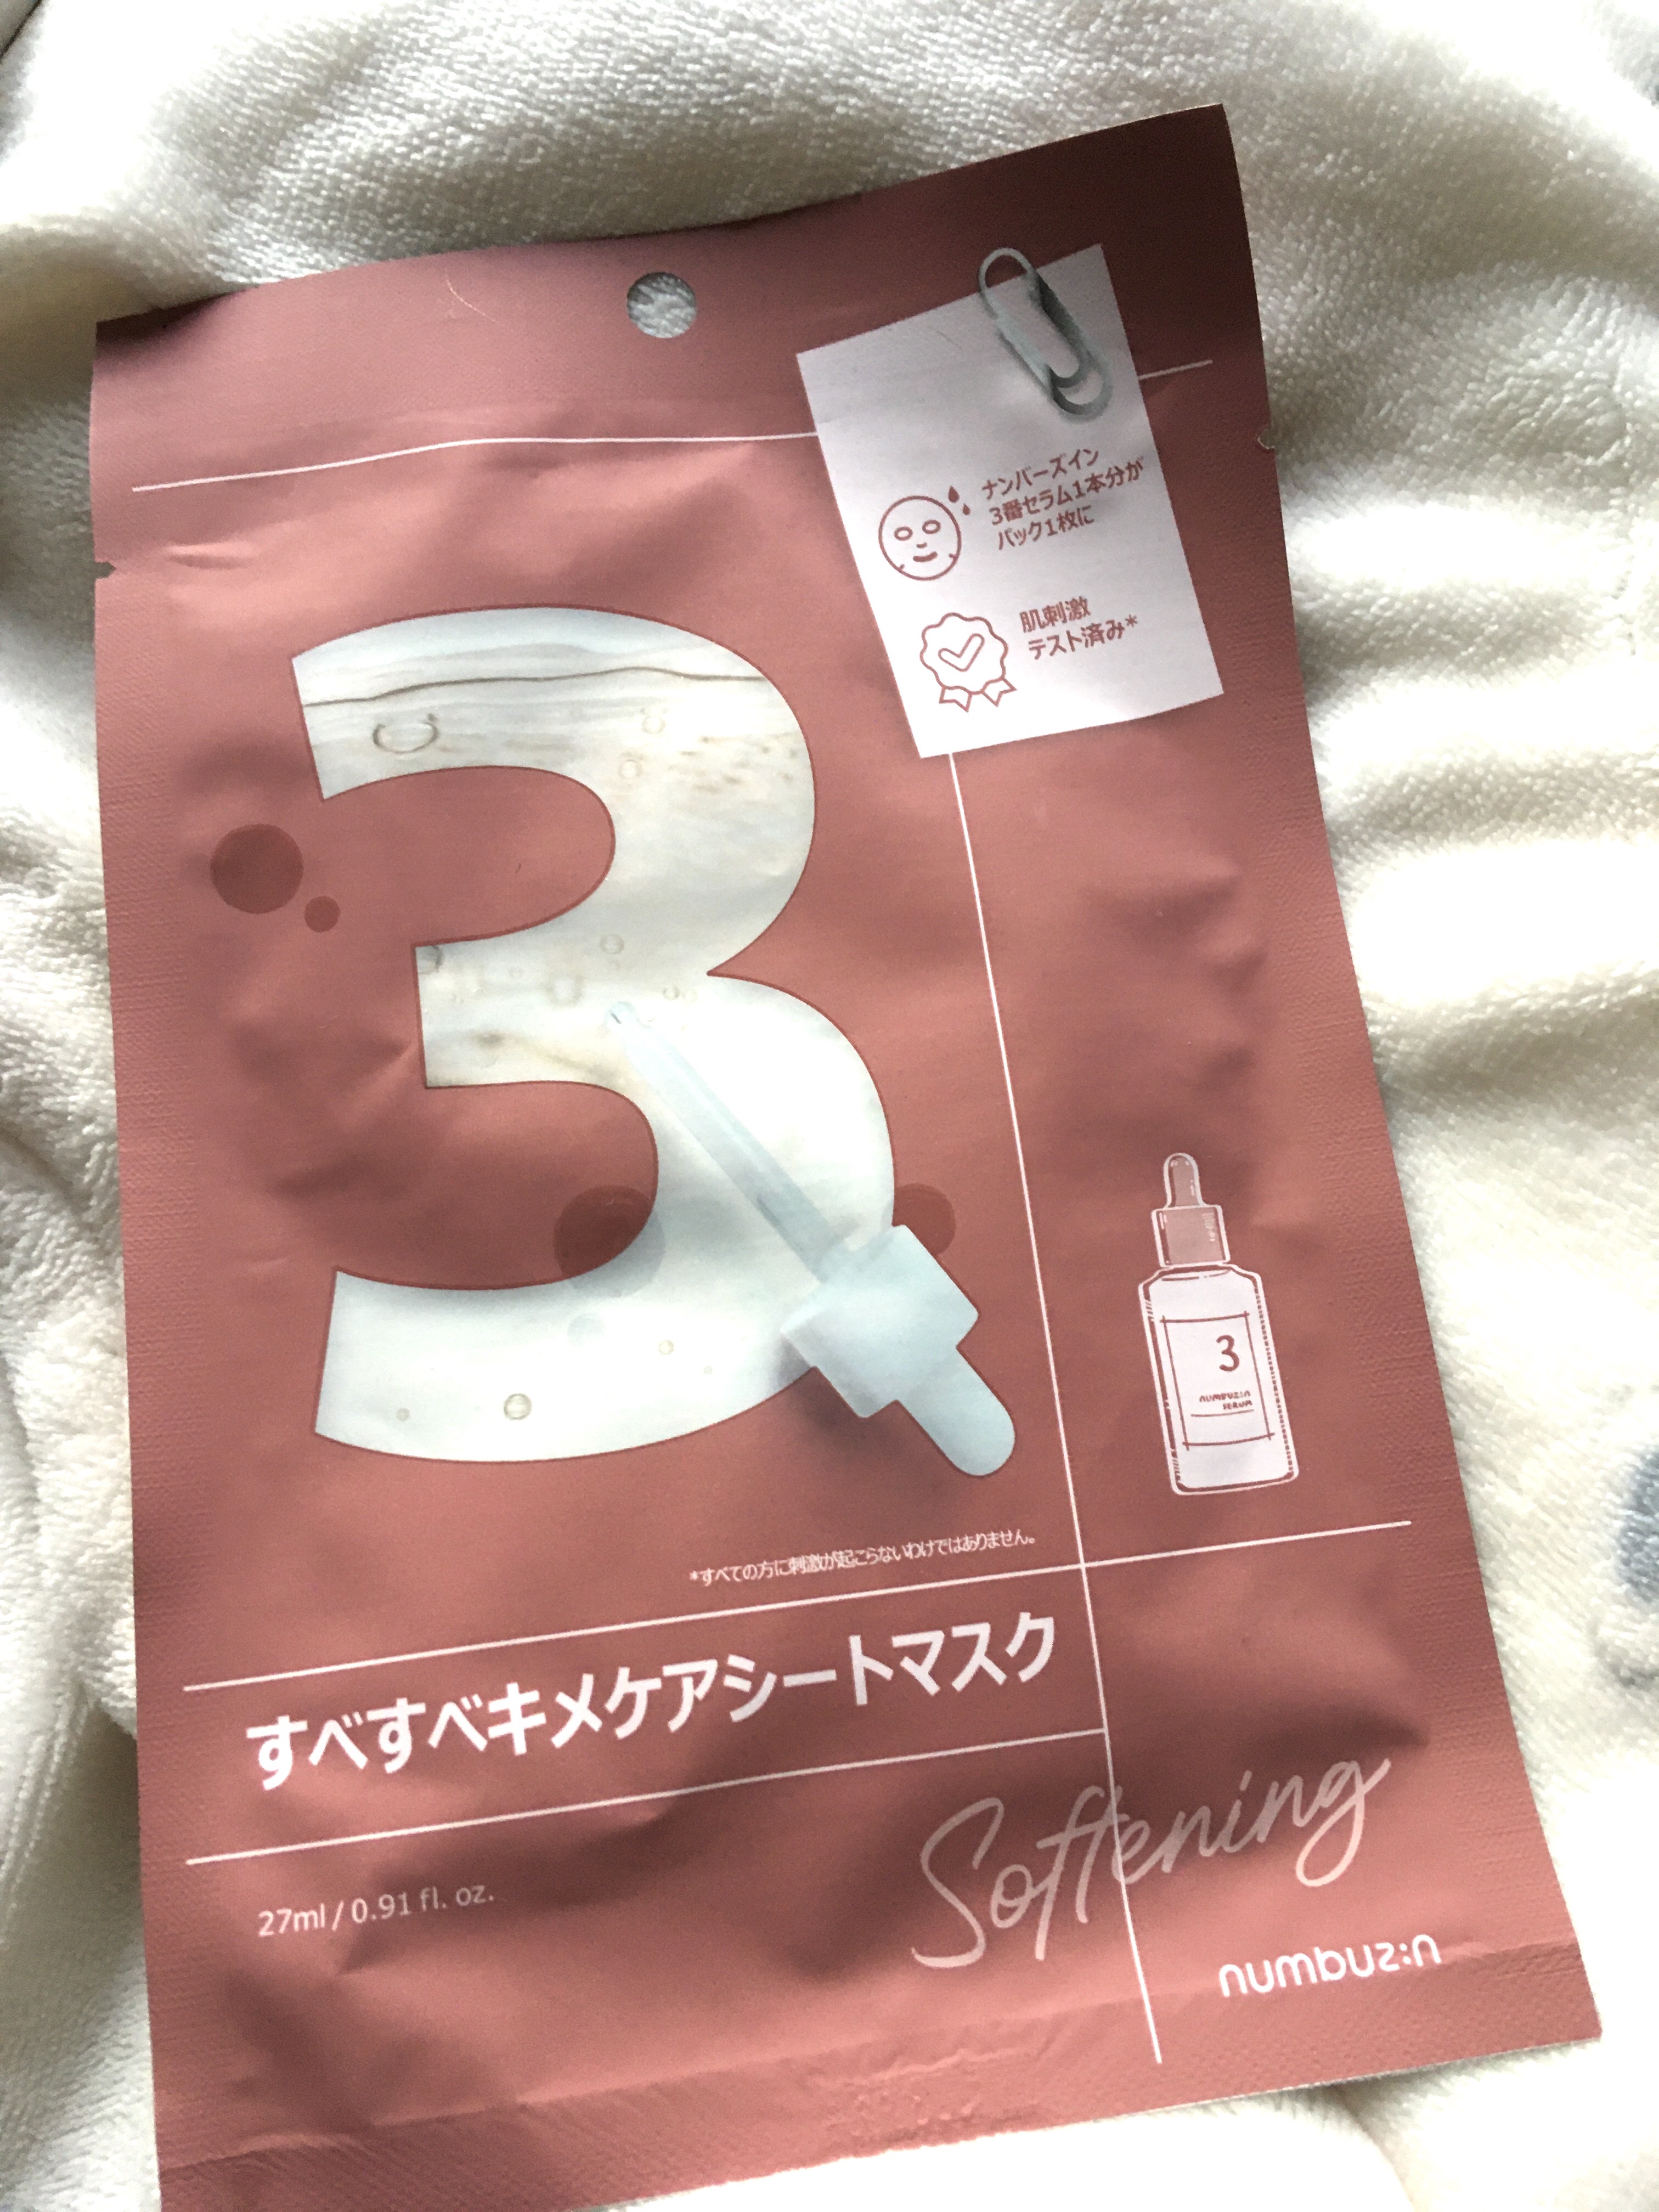 ナンバーズイン
3番セラム1本分が
パック1枚に
肌刺激
テスト済み*
3
3
numbuz:n
SERUM
*すべての方に刺激が起こらないわけではありません。
すべすべキメケアシートマスク
27ml / 0.91 fl. oz.
Softening
numbuz:n